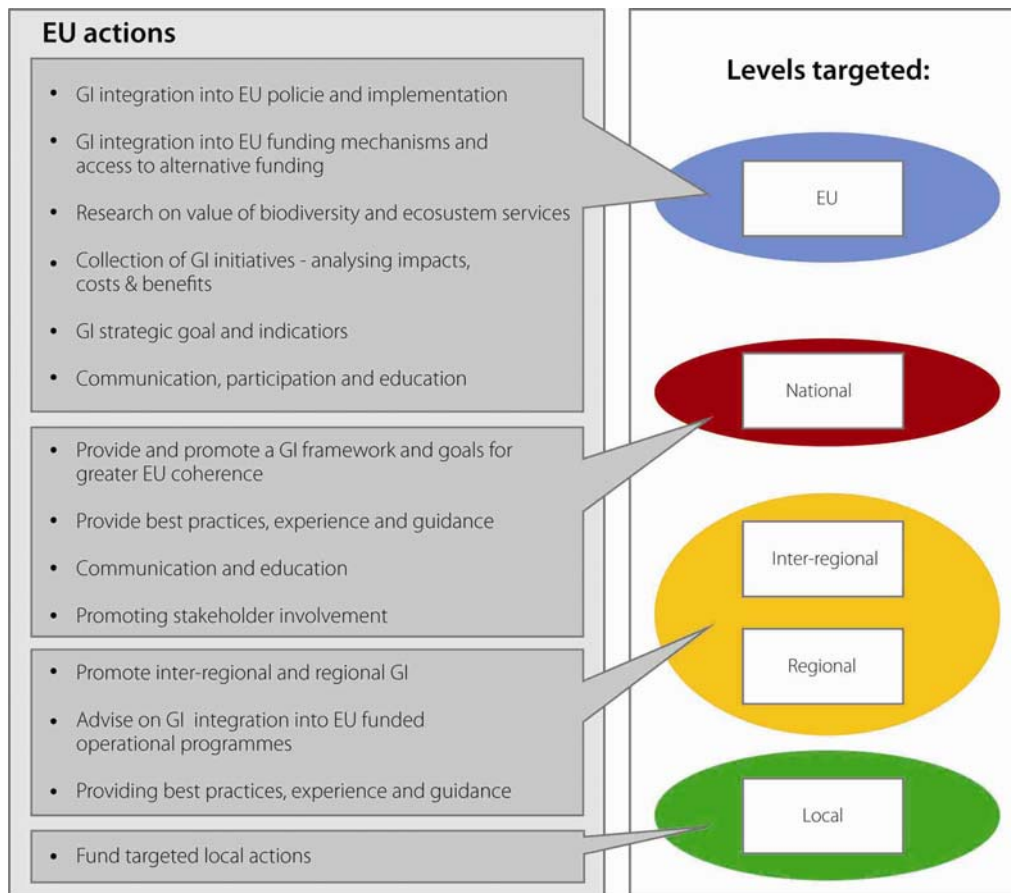 EU actions
• GI integration into EU policie and implementation
• GI integration into EU funding mechanisms and
access to alternative funding
• Research on value of biodiversity and ecosustem services
• Collection of GI initiatives - analysing impacts,
costs & benefits
• GI strategic goal and indicatiors
• Communication, participation and education
• Provide and promote a GI framework and goals for
greater EU coherence
• Provide best practices, experience and guidance
• Communication and education
• Promoting stakeholder involvement
• Promote inter-regional and regional GI
• Advise on GI integration into EU funded
operational programmes
• Providing best practices, experience and guidance
• Fund targeted local actions
Levels targeted:
EU
National
Inter-regional
Regional
Local